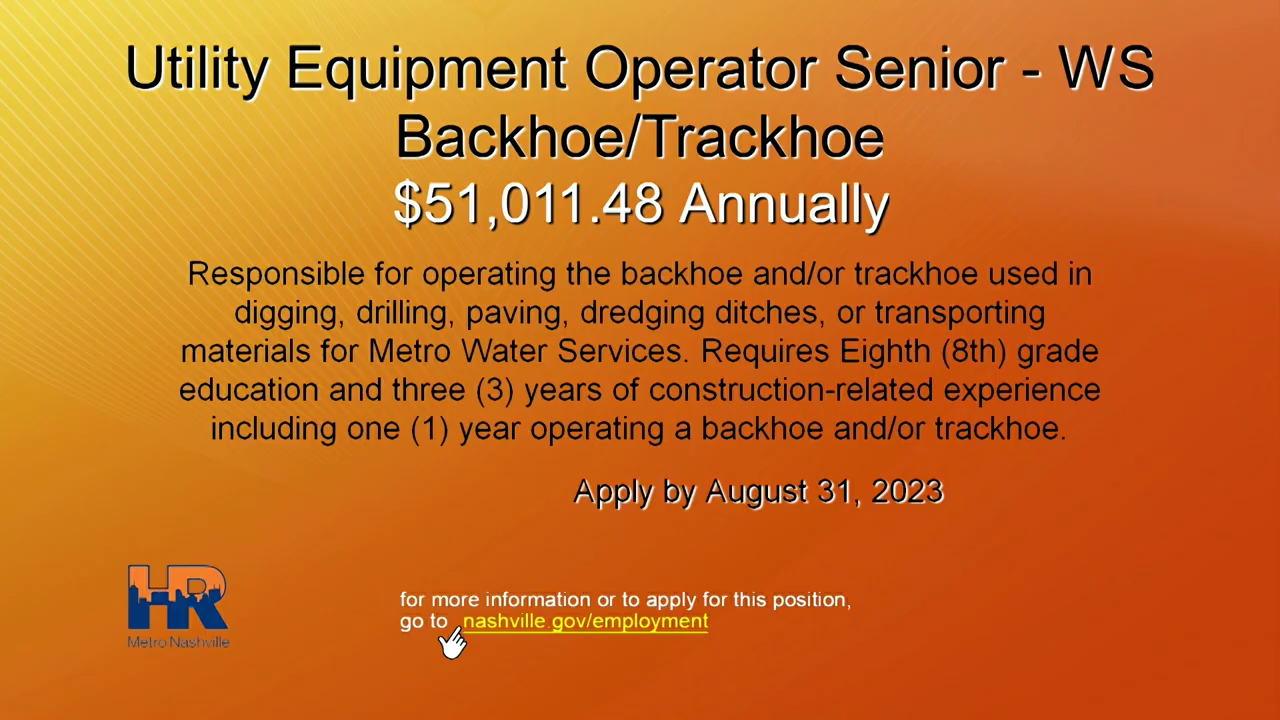 Utility Equipment Operator Senior - WS
Backhoe/Trackhoe
$51,011.48 Annually
Responsible for operating the backhoe and/or trackhoe used in
digging, drilling, paving, dredging ditches, or transporting
materials for Metro Water Services. Requires Eighth (8th) grade
education and three (3) years of construction-related experience
including one (1) year operating a backhoe and/or trackhoe.
Apply by August 31, 2023
HR
Metro Nashville
for more information or to apply for this position,
go to nashville.gov/employment